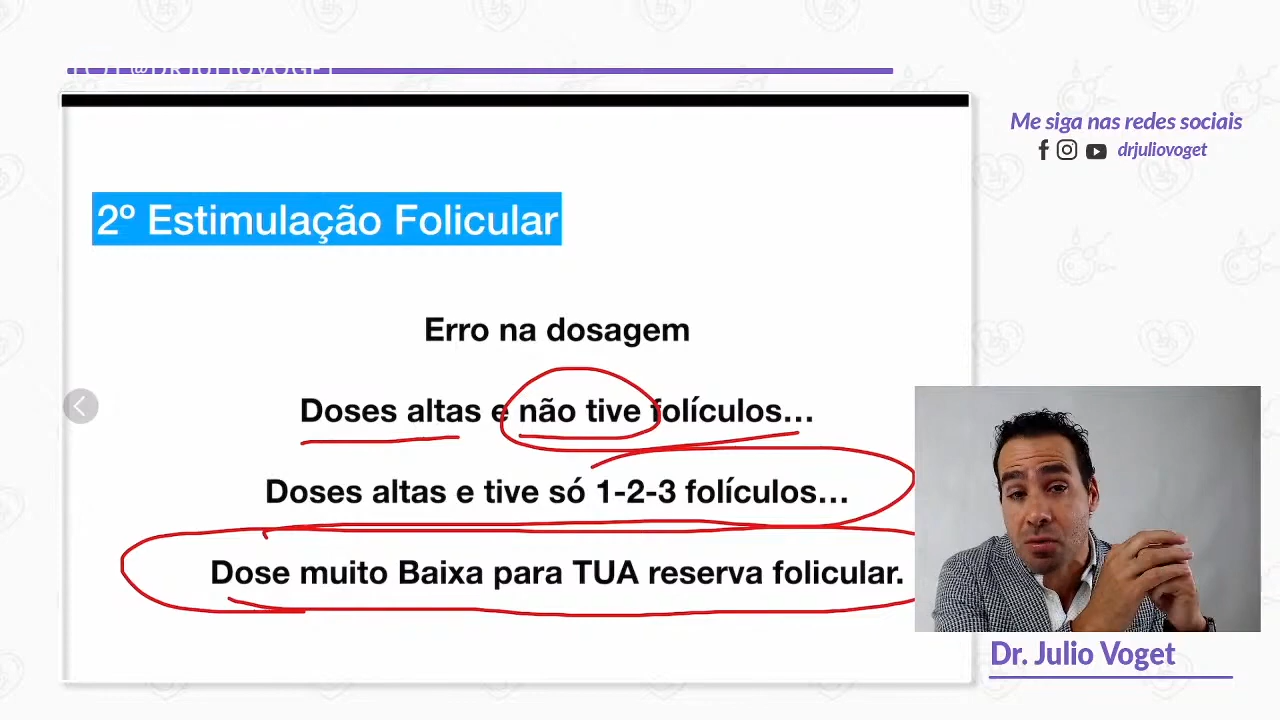 @DRJULIOVOGET
Me siga nas redes sociais
drjuliovoget
2º Estimulação Folicular
Erro na dosagem
Doses altas e não tive folículos...
Doses altas e tive só 1-2-3 folículos...
Dose muito Baixa para TUA reserva folicular.
Dr. Julio Voget